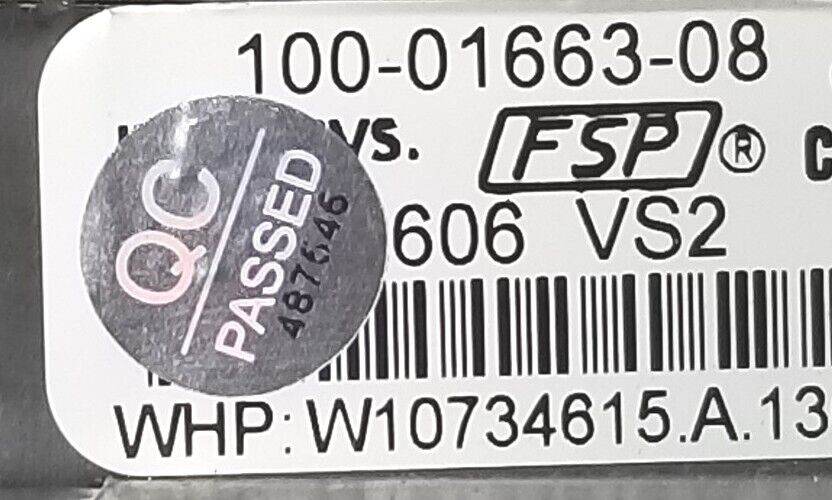 100-01663-08
VS. FSP® C
606 VS2
QC
PASSED
487646
WHP: W10734615.A.13